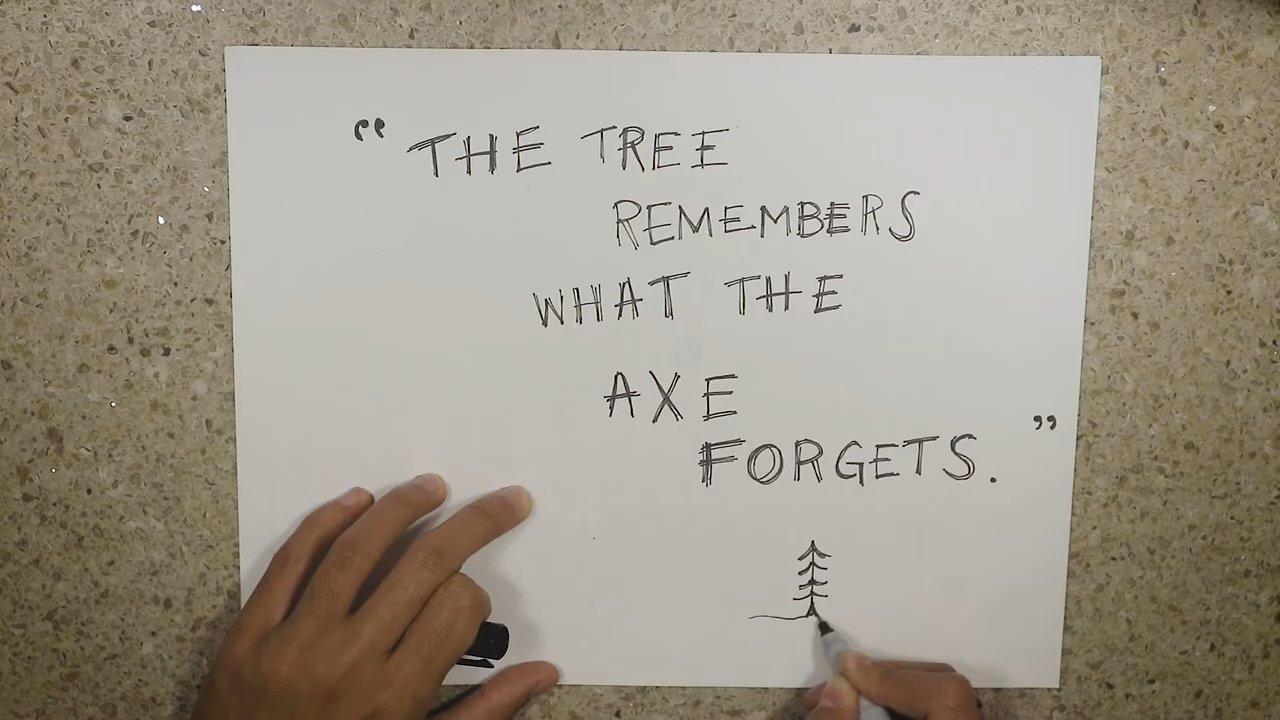 “THE TREE
REMEMBERS
WHAT THE
AXE
FORGETS.”